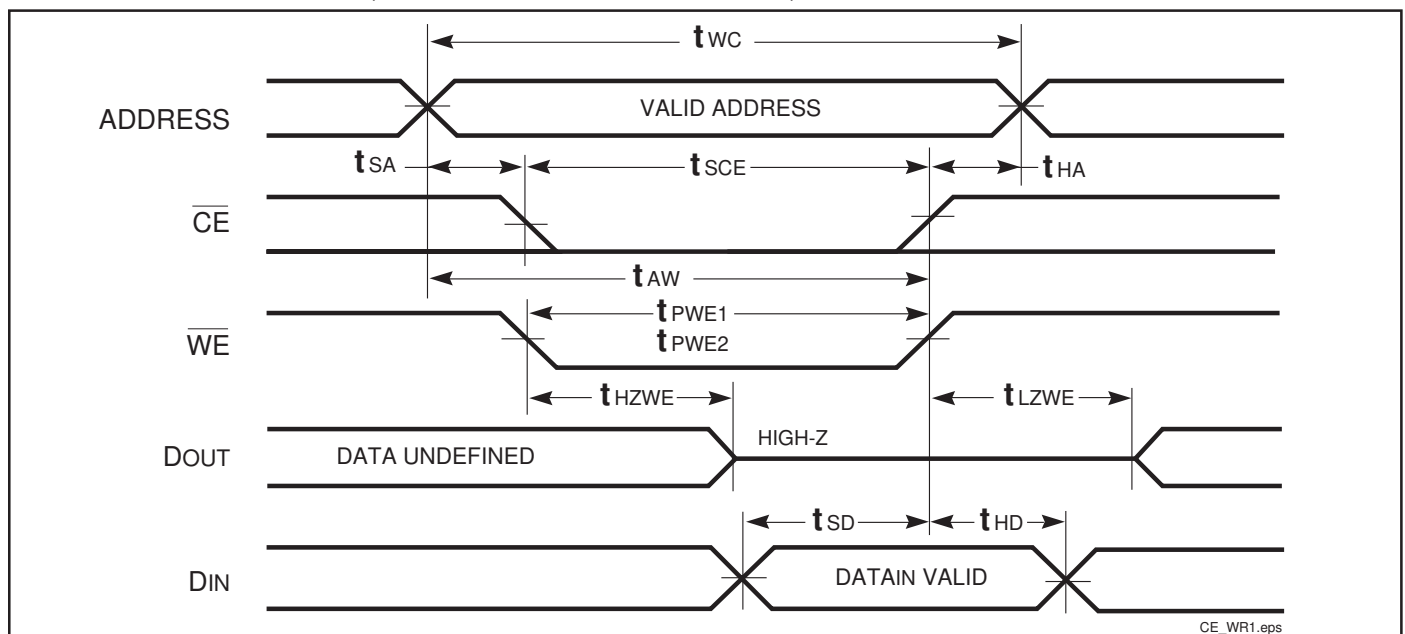 tWC
ADDRESS
VALID ADDRESS
tSA
tSCE
tHA
CE
tAW
tPWE1
WE
tPWE2
tHZWE
tLZWE
HIGH-Z
DOUT
DATA UNDEFINED
tSD
tHD
DIN
DATAIN VALID
CE_WR1.eps